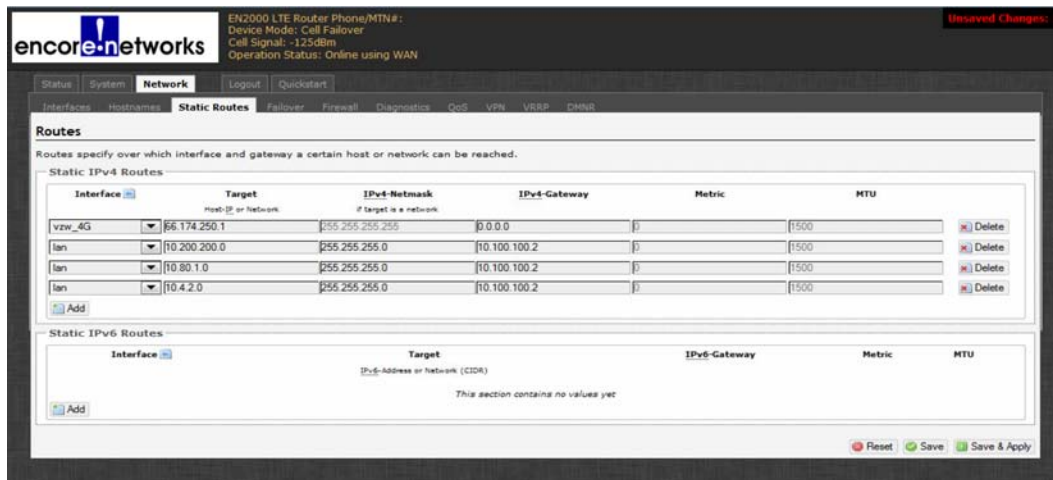 EN2000 LTE Router Phone/MTN#:
Device Mode: Cell Failover
Cell Signal: -125dBm
Operation Status: Online using WAN
Unsaved Changes:
encore!networks
Status System Network Logout Quickstart
Interfaces Hostnames Static Routes Failover Firewall Diagnostics QoS VPN VRRP DMNR
Routes
Routes specify over which interface and gateway a certain host or network can be reached.
Static IPv4 Routes
Interface Target IPv4-Netmask IPv4-Gateway Metric MTU
Host-IP or Network if target is a network
vzw_4G 66.174.250.1 255.255.255.255 0.0.0.0 0 1500 Delete
lan 10.200.200.0 255.255.255.0 10.100.100.2 0 1500 Delete
lan 10.80.1.0 255.255.255.0 10.100.100.2 0 1500 Delete
lan 10.4.2.0 255.255.255.0 10.100.100.2 0 1500 Delete
Add
Static IPv6 Routes
Interface Target IPv6-Gateway Metric MTU
IPv6-Address or Network (CIDR)
This section contains no values yet
Add
Reset Save Save & Apply